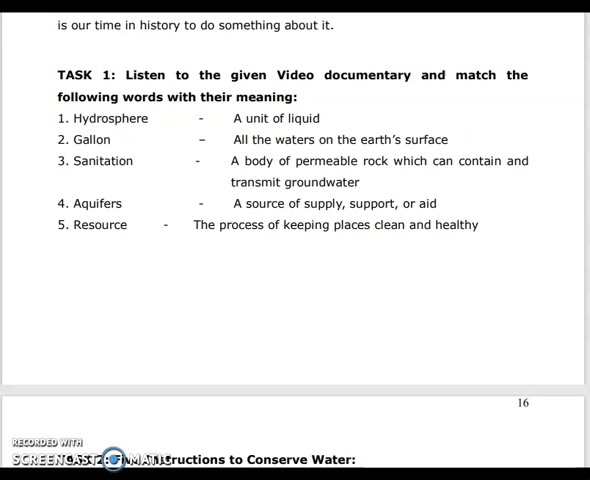 is our time in history to do something about it.
TASK 1: Listen to the given Video documentary and match the
following words with their meaning:
1. Hydrosphere - A unit of liquid
2. Gallon – All the waters on the earth's surface
3. Sanitation - A body of permeable rock which can contain and
transmit groundwater
4. Aquifers - A source of supply, support, or aid
5. Resource - The process of keeping places clean and healthy
16
RECORDED WITH
SCREENCAST MATIC
2: Instructions to Conserve Water: